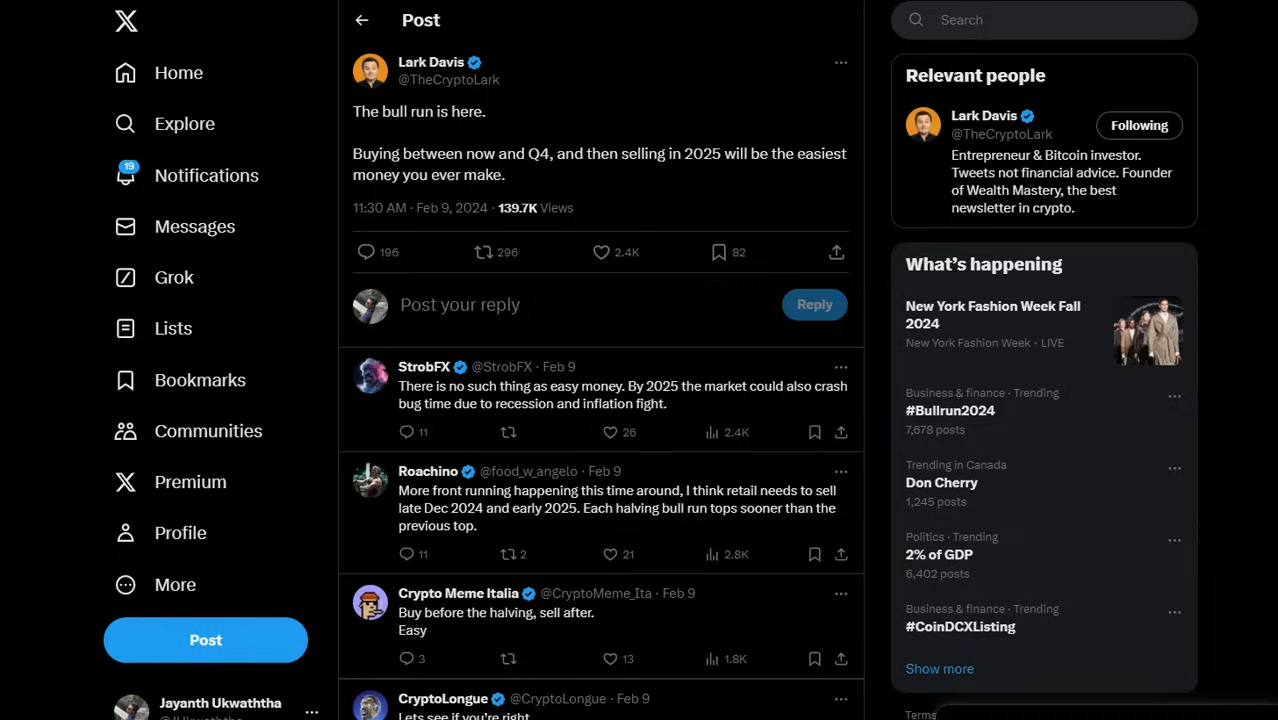 Home
Explore
19
Notifications
Messages
Grok
Lists
Bookmarks
Communities
Premium
Profile
More
Post
Jayanth Ukwaththa
Post
Lark Davis
@TheCryptoLark
The bull run is here.
Buying between now and Q4, and then selling in 2025 will be the easiest
money you ever make.
11:30 AM · Feb 9, 2024 · 139.7K Views
196 296 2.4K 82
Post your reply
Reply
StrobFX @StrobFX · Feb 9
There is no such thing as easy money. By 2025 the market could also crash
bug time due to recession and inflation fight.
11 26 2.4K
Roachino @food_w_angelo · Feb 9
More front running happening this time around, I think retail needs to sell
late Dec 2024 and early 2025. Each halving bull run tops sooner than the
previous top.
11 2 21 2.8K
Crypto Meme Italia @CryptoMeme_Ita · Feb 9
Buy before the halving, sell after.
Easy
3 13 1.8K
CryptoLongue @CryptoLongue · Feb 9
Lets see if you're right
Search
Relevant people
Lark Davis
@TheCryptoLark
Following
Entrepreneur & Bitcoin investor.
Tweets not financial advice. Founder
of Wealth Mastery, the best
newsletter in crypto.
What's happening
New York Fashion Week Fall
2024
New York Fashion Week · LIVE
Business & finance · Trending
#Bullrun2024
7,678 posts
Trending in Canada
Don Cherry
1,245 posts
Politics · Trending
2% of GDP
6,402 posts
Business & finance · Trending
#CoinDCXListing
Show more
Terms